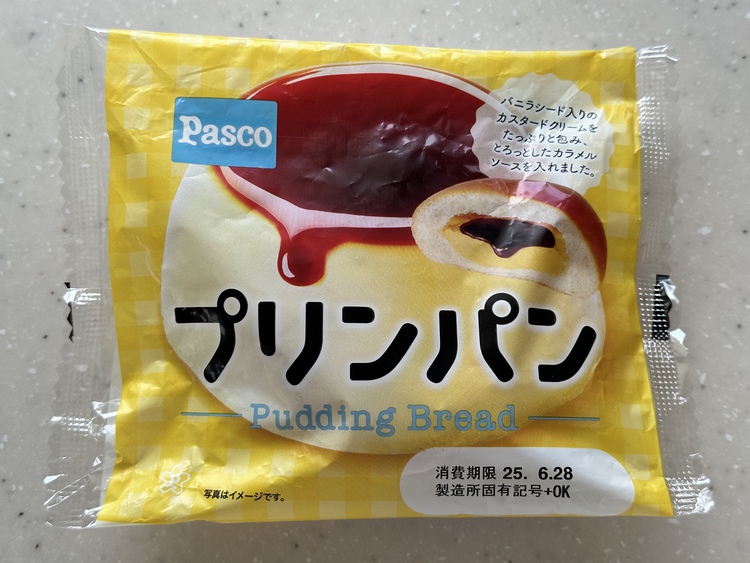 Pasco
バニラシード入りの
カスタードクリームを
たっぷりと包み、
とろっとしたカラメル
ソースを入れました。
プリンパン
Pudding Bread
消費期限 25. 6.28
製造所固有記号+OK
写真はイメージです。